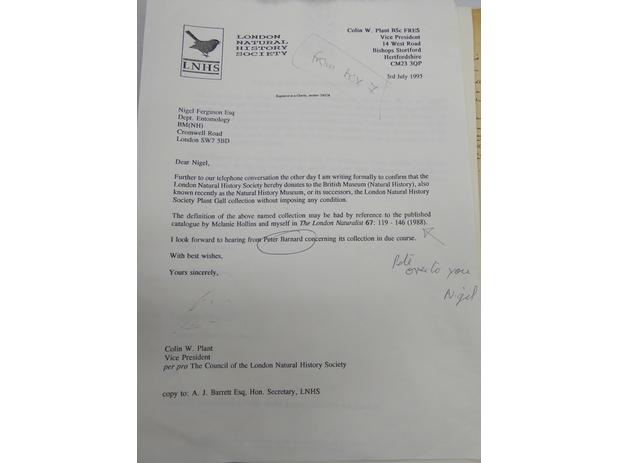 LONDON
NATURAL
HISTORY
SOCIETY
LNHS
Colin W. Plant BSc FRES
Vice President
14 West Road
Bishops Stortford
Hertfordshire
CM23 3QP
from box 7
3rd July 1995
Registered as a Charity, number
Nigel Ferguson Esq
Dept. Entomology
BM(NH)
Cromwell Road
London SW7 5BD
Dear Nigel,
Further to our telephone conversation the other day I am writing formally to confirm that the
London Natural History Society hereby donates to the British Museum (Natural History), also
known recently as the Natural History Museum, or its successors, the London Natural History
Society Plant Gall collection without imposing any condition.
The definition of the above named collection may be had by reference to the published
catalogue by Melanie Hollins and myself in The London Naturalist 67: 119 - 146 (1988).
I look forward to hearing from Peter Barnard concerning its collection in due course.
With best wishes,
Pete
over to you
Nigel
Yours sincerely,
Colin W. Plant
Vice President
per pro The Council of the London Natural History Society
copy to: A. J. Barrett Esq, Hon. Secretary, LNHS